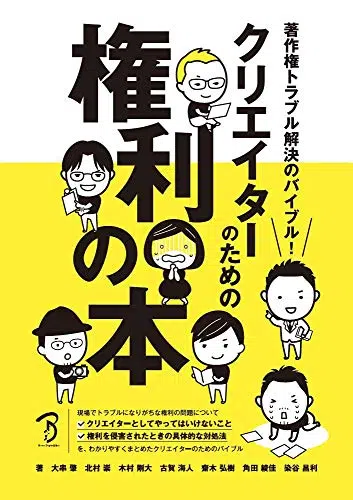 著作権トラブル解決のバイブル!
クリエイターのための
権利の本
現場でトラブルになりがちな権利の問題について
クリエイターとしてやってはいけないこと
権利を侵害されたときの具体的な対処法
を、わかりやすくまとめたクリエイターのためのバイブル
著 大串 肇 北村 崇 木村 剛大 古賀 海人 齋木 弘樹 角田 綾佳 染谷 昌利